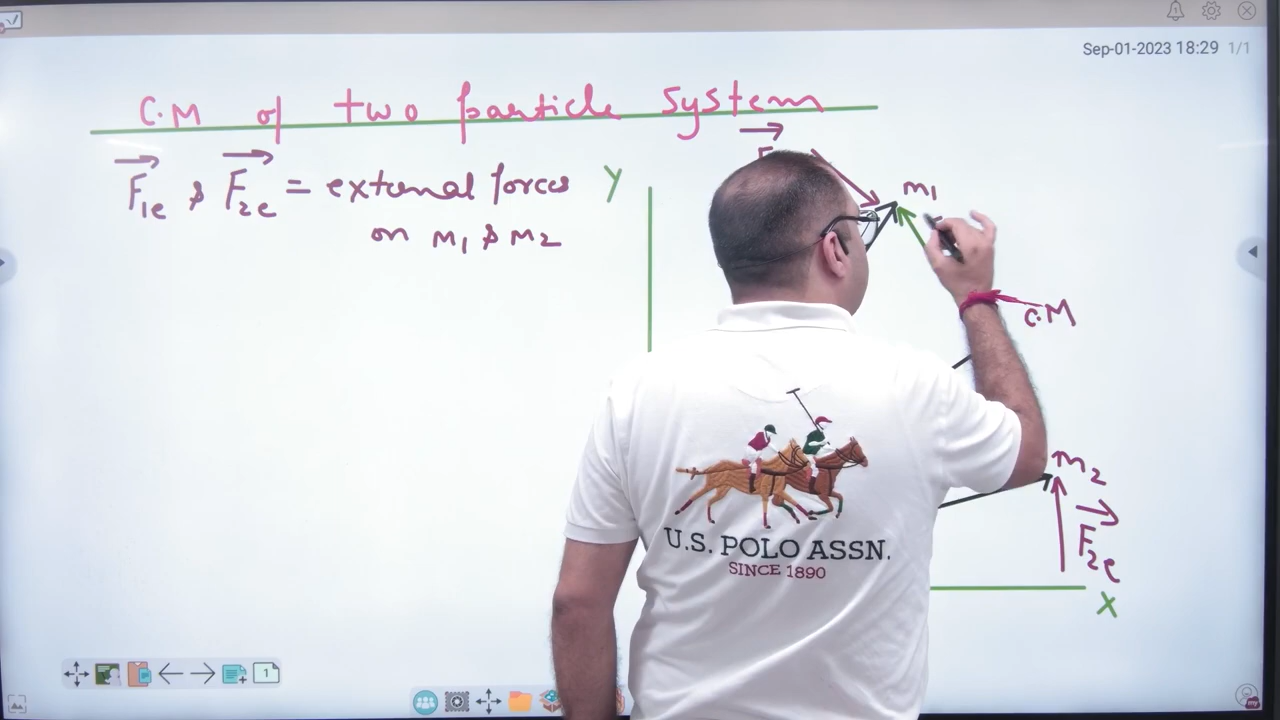 Sep-01-2023 18:29 1/1
C.M of two particle system
F1e & F2e = external forces
on m1 & m2
Y
m1
C.M
m2
F2e
X
U.S. POLO ASSN.
SINCE 1890
1